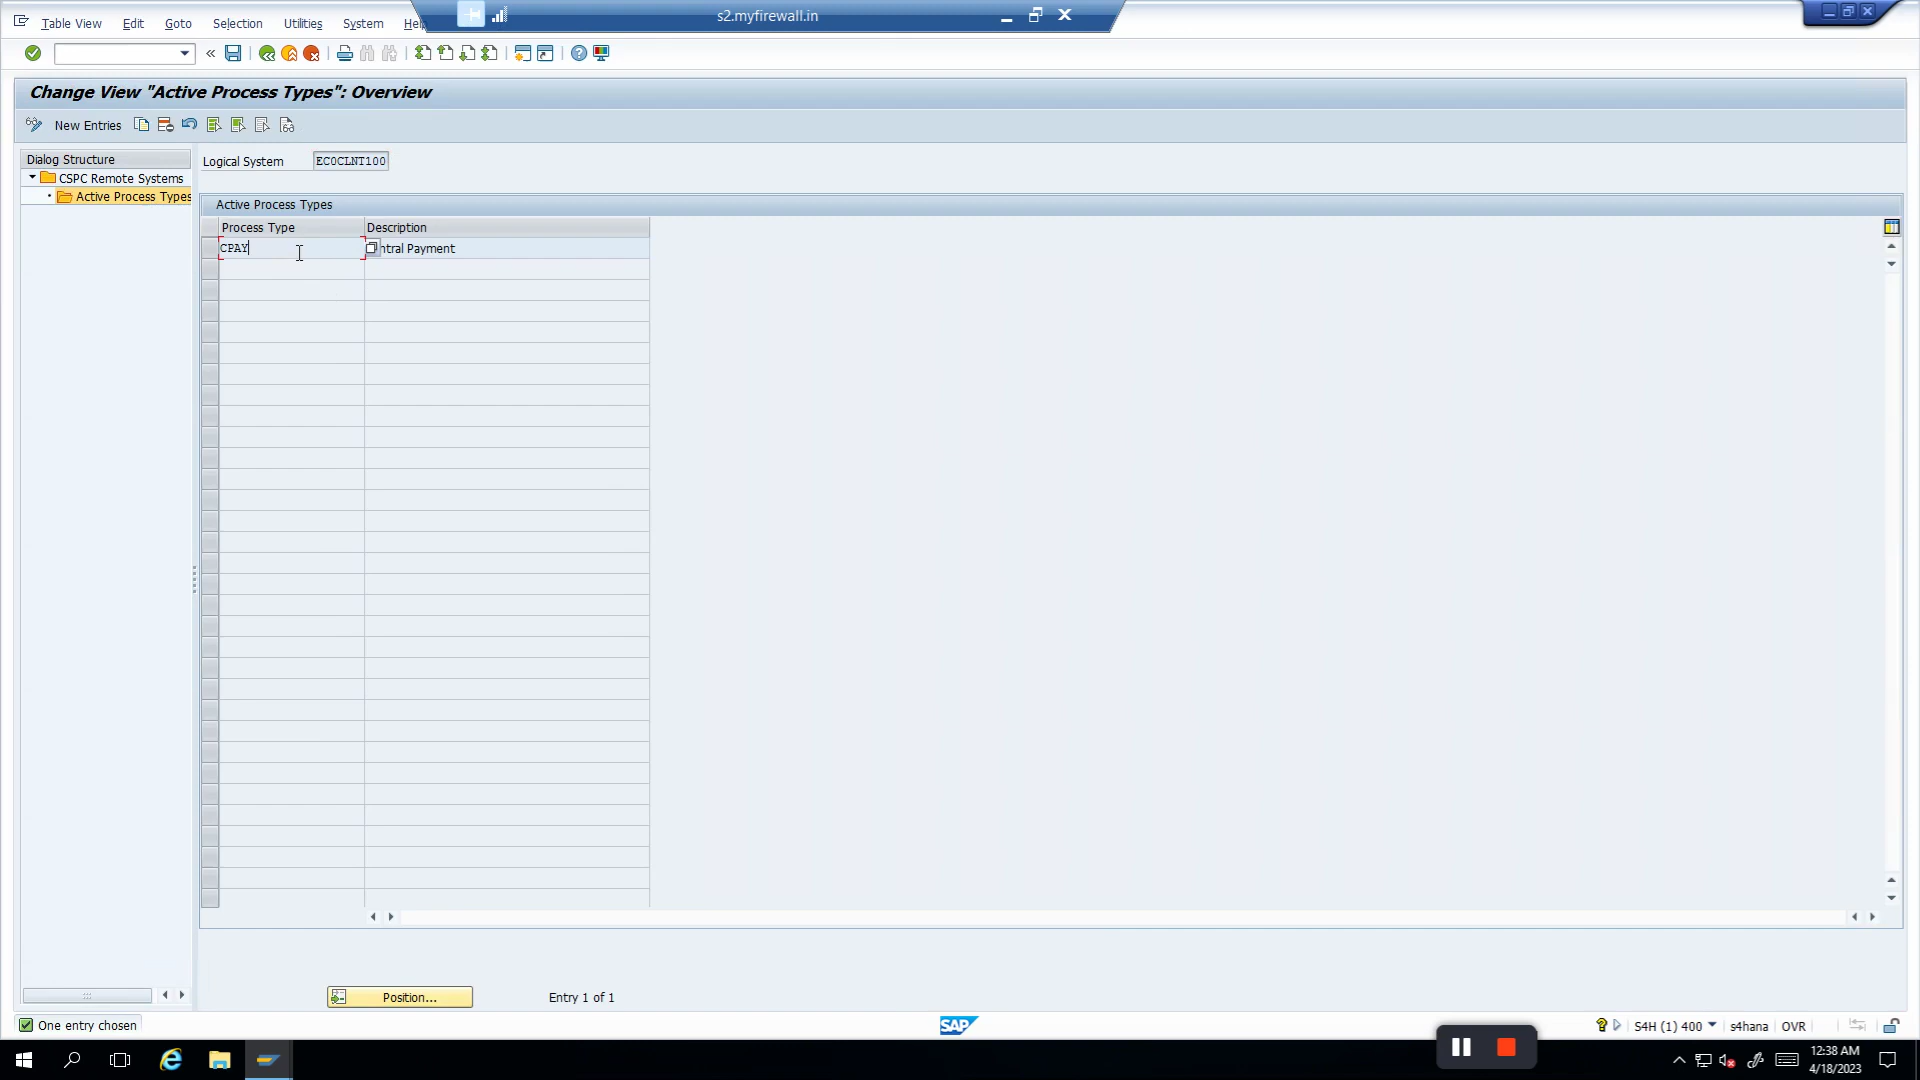 s2.myfirewall.in
Table View Edit Goto Selection Utilities System
«
Change View "Active Process Types": Overview
New Entries
Dialog Structure
CSPC Remote Systems
Active Process Types
Logical System EC0CLNT100
Active Process Types
Process Type Description
CPAY ntral Payment
Position... Entry 1 of 1
One entry chosen
SAP
S4H (1) 400 s4hana OVR
12:38 AM
4/18/2023